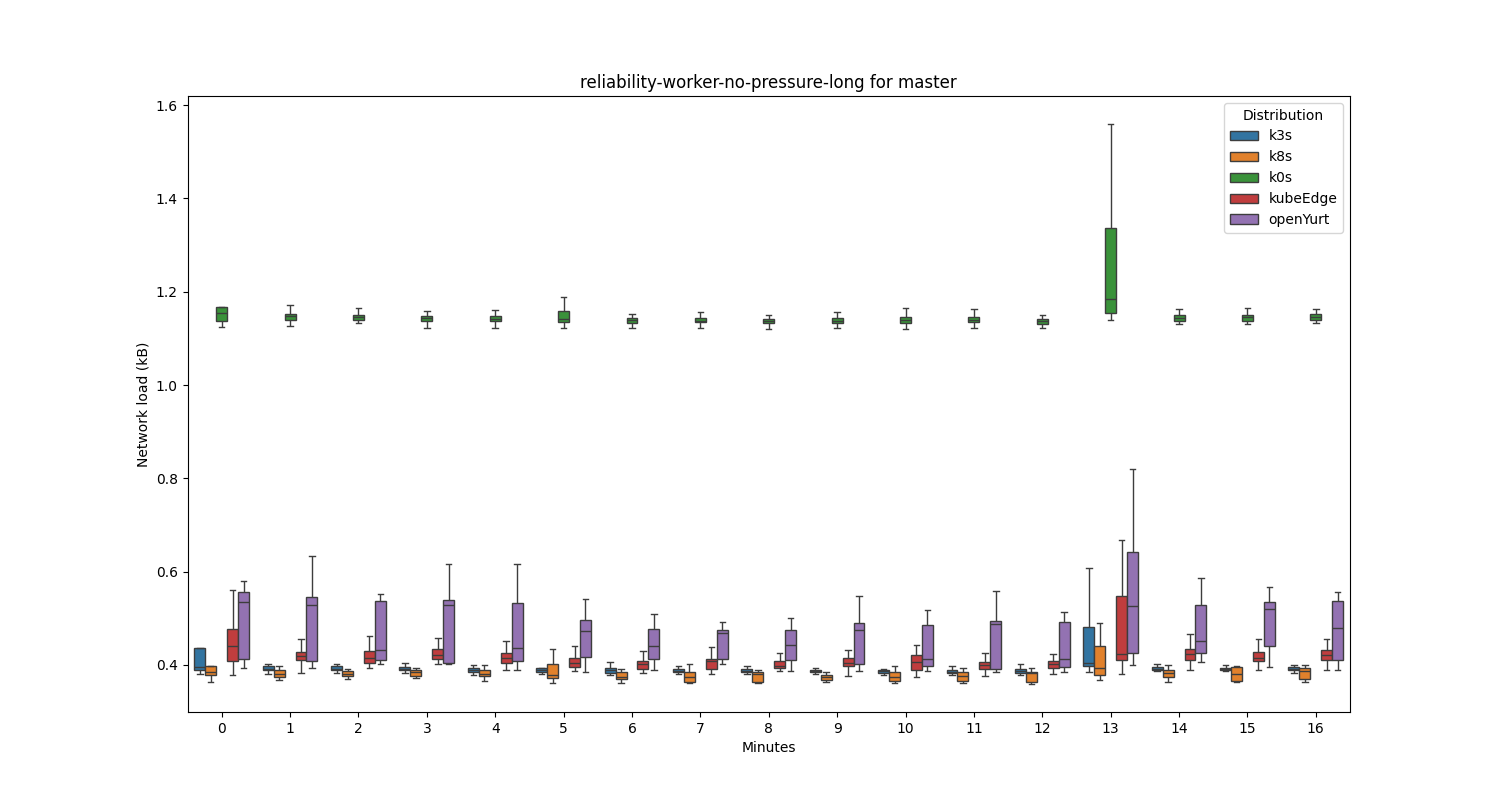 reliability-worker-no-pressure-long for master
Network load (kB)
1.6
1.4
1.2
1.0
0.8
0.6
0.4
Distribution
k3s
k8s
k0s
kubeEdge
openYurt
0 1 2 3 4 5 6 7 8 9 10 11 12 13 14 15 16
Minutes